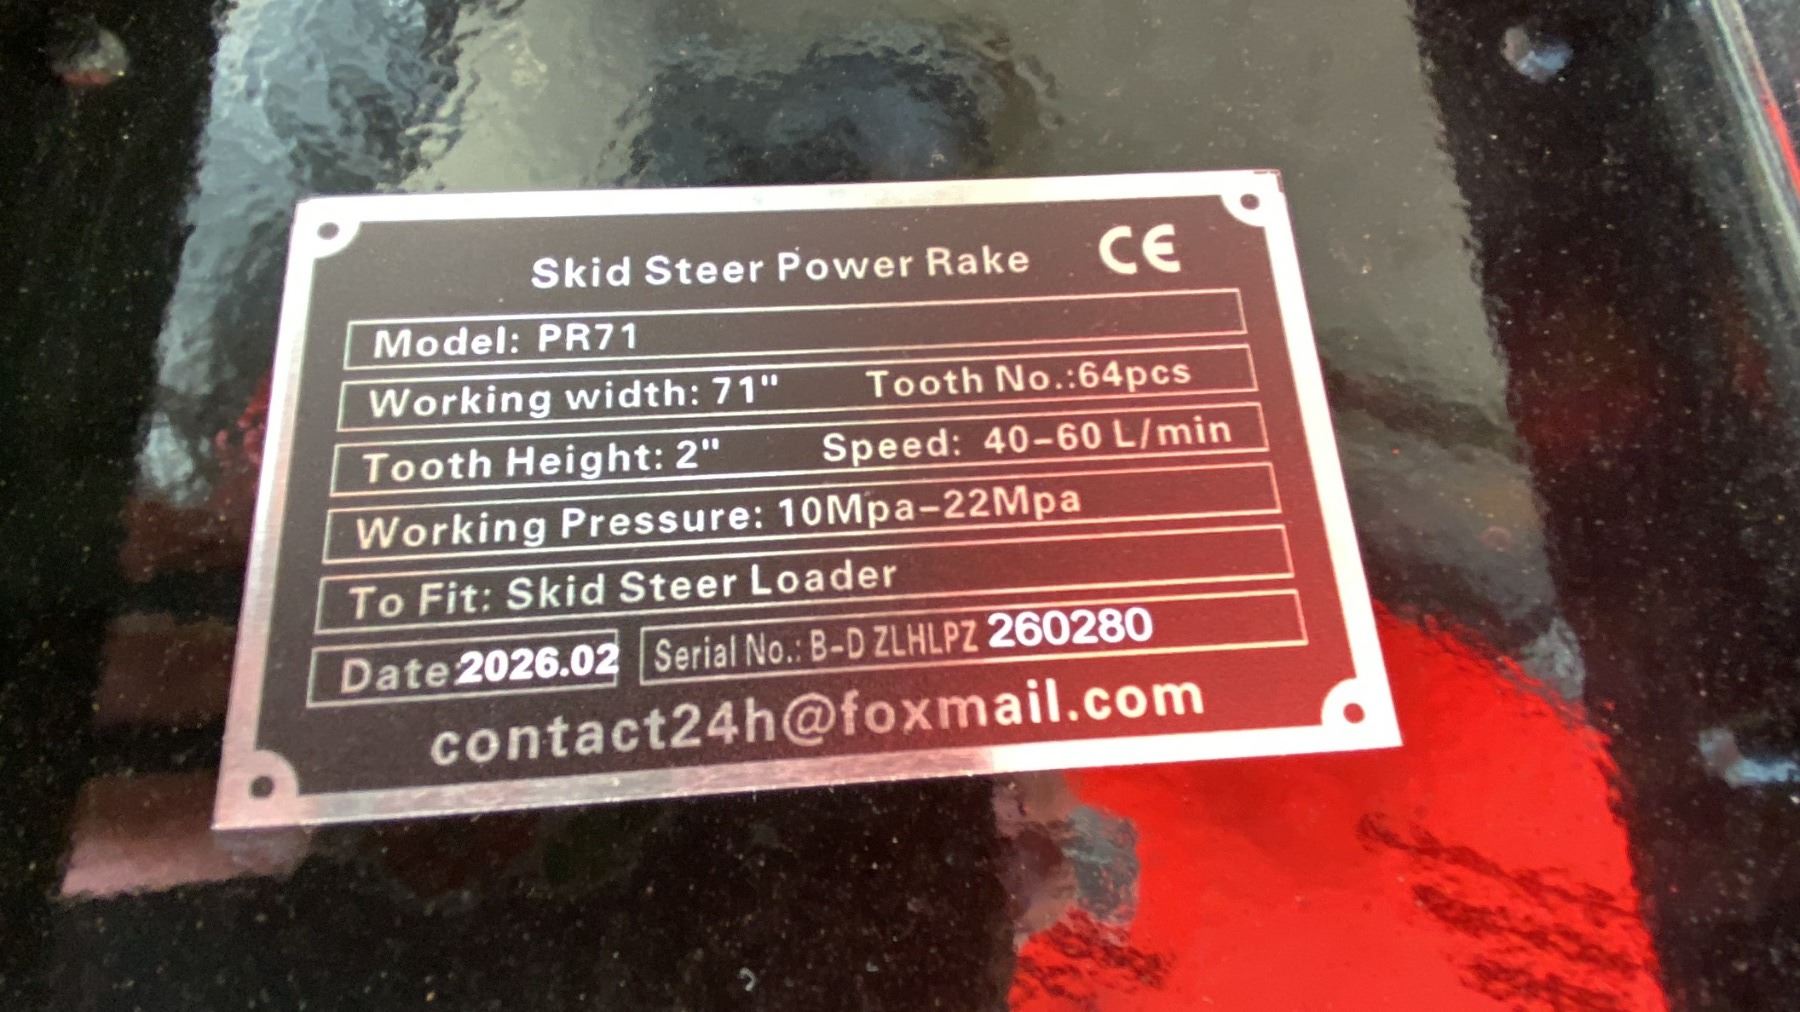 Skid Steer Power Rake CE
Model: PR71
Working width: 71" Tooth No.:64pcs
Tooth Height: 2" Speed: 40-60 L/min
Working Pressure: 10Mpa-22Mpa
To Fit: Skid Steer Loader
Date:2026.02 Serial No.: B-D ZLHLPZ 260280
contact24h@foxmail.com